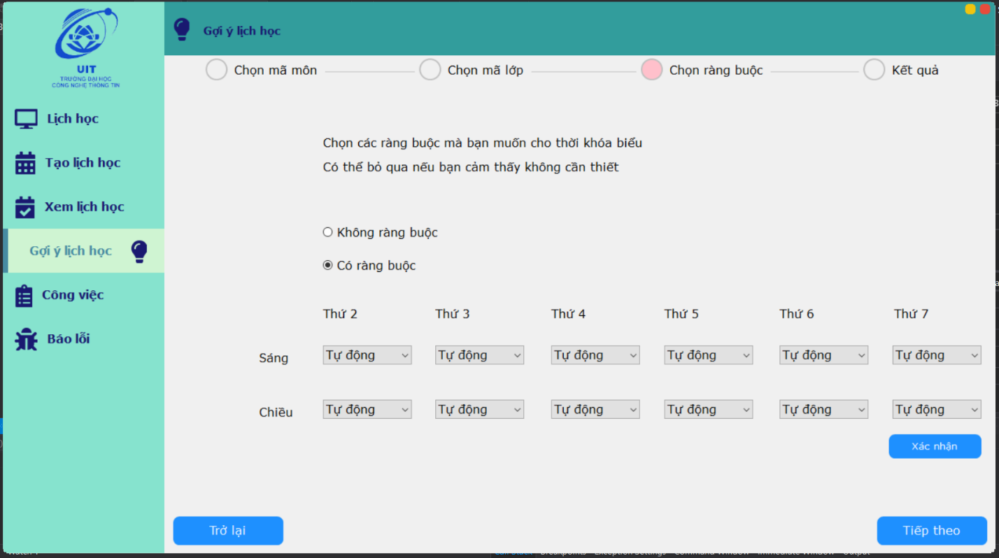 UIT
TRƯỜNG ĐẠI HỌC
CÔNG NGHỆ THÔNG TIN
Lịch học
Tạo lịch học
Xem lịch học
Gợi ý lịch học
Công việc
Báo lỗi
Gợi ý lịch học
Chọn mã môn
Chọn mã lớp
Chọn ràng buộc
Kết quả
Chọn các ràng buộc mà bạn muốn cho thời khóa biểu
Có thể bỏ qua nếu bạn cảm thấy không cần thiết
Không ràng buộc
Có ràng buộc
Thứ 2 Thứ 3 Thứ 4 Thứ 5 Thứ 6 Thứ 7
Sáng Tự động Tự động Tự động Tự động Tự động Tự động
Chiều Tự động Tự động Tự động Tự động Tự động Tự động
Xác nhận
Trở lại
Tiếp theo